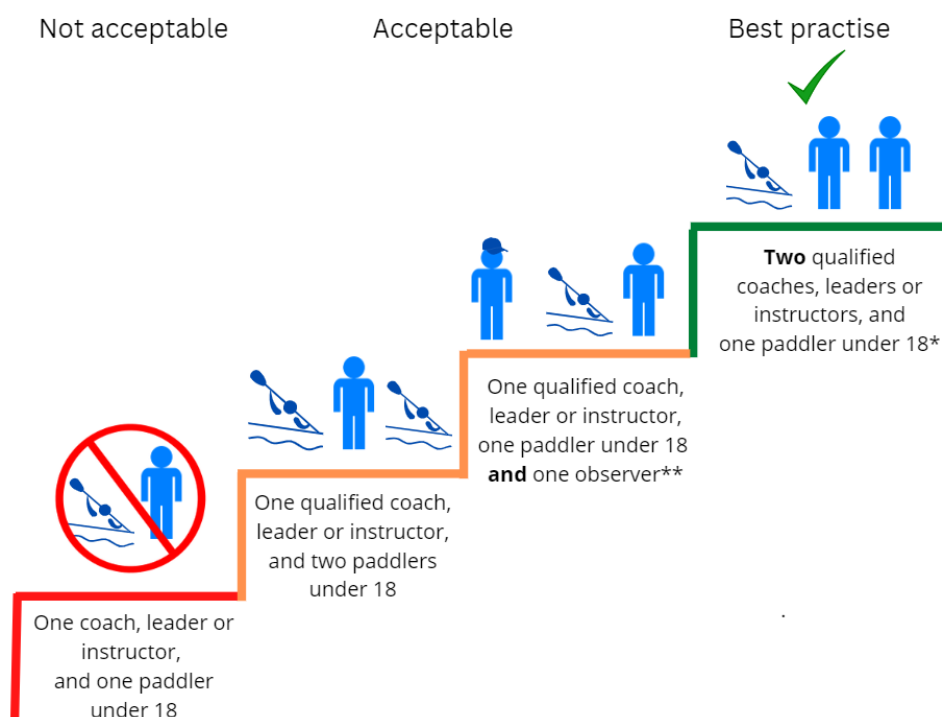 Not acceptable
Acceptable
Best practise
Two qualified
coaches, leaders or
instructors, and
one paddler under 18*
One qualified coach,
leader or instructor,
one paddler under 18
and one observer**
One qualified coach,
leader or instructor,
and two paddlers
under 18
One coach, leader or
instructor,
and one paddler
under 18
.